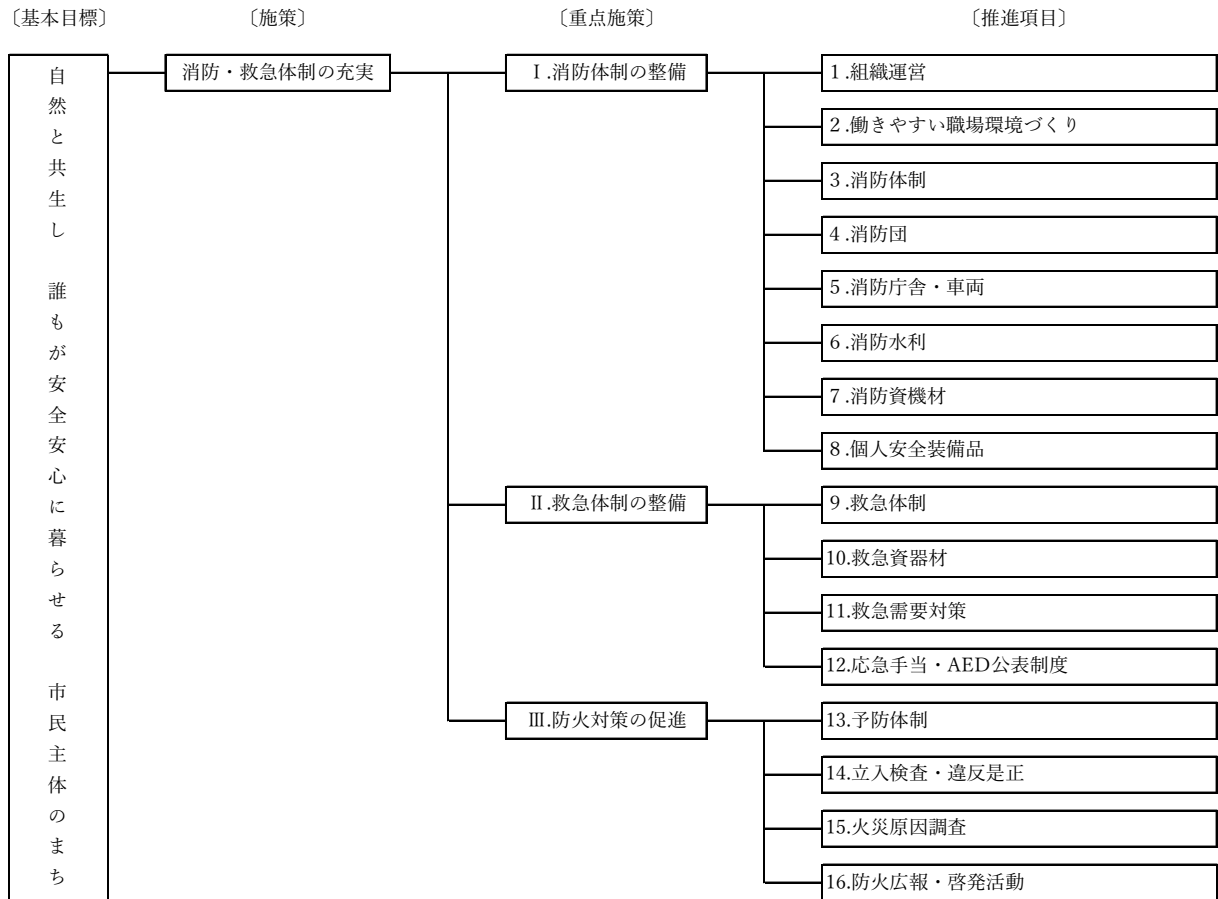 〔基本目標〕 〔施策〕 〔重点施策〕 〔推進項目〕
自然と共生し 誰もが安全安心に暮らせる 市民主体のまち
消防・救急体制の充実
Ⅰ.消防体制の整備
1.組織運営
2.働きやすい職場環境づくり
3.消防体制
4.消防団
5.消防庁舎・車両
6.消防水利
7.消防資機材
8.個人安全装備品
Ⅱ.救急体制の整備
9.救急体制
10.救急資器材
11.救急需要対策
12.応急手当・AED公表制度
Ⅲ.防火対策の促進
13.予防体制
14.立入検査・違反是正
15.火災原因調査
16.防火広報・啓発活動